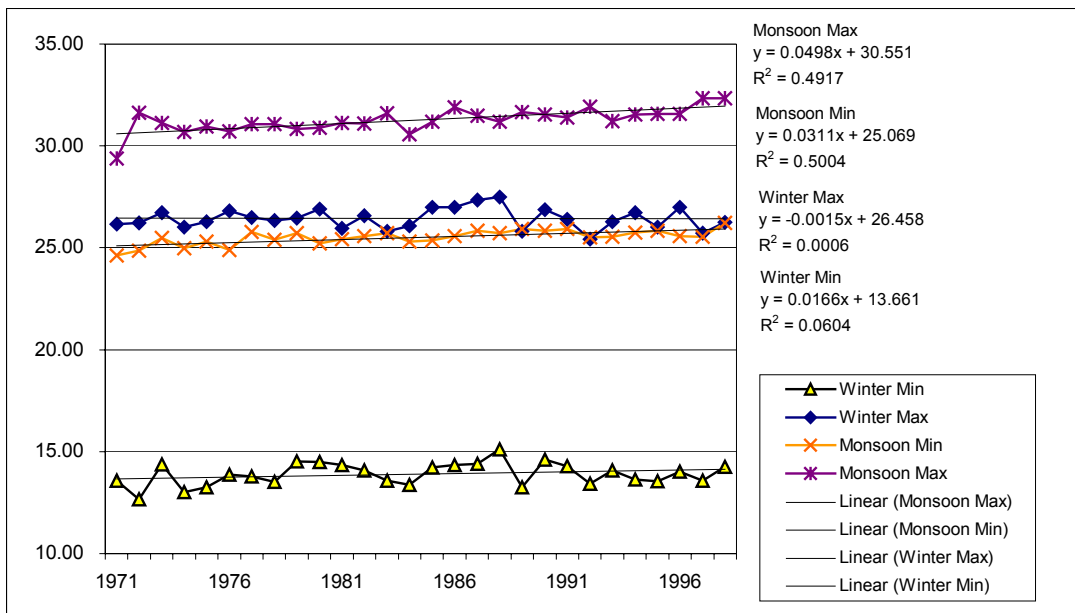 35.00
30.00
25.00
20.00
15.00
10.00
1971 1976 1981 1986 1991 1996
Monsoon Max
y = 0.0498x + 30.551
R² = 0.4917
Monsoon Min
y = 0.0311x + 25.069
R² = 0.5004
Winter Max
y = -0.0015x + 26.458
R² = 0.0006
Winter Min
y = 0.0166x + 13.661
R² = 0.0604
Winter Min
Winter Max
Monsoon Min
Monsoon Max
Linear (Monsoon Max)
Linear (Monsoon Min)
Linear (Winter Max)
Linear (Winter Min)